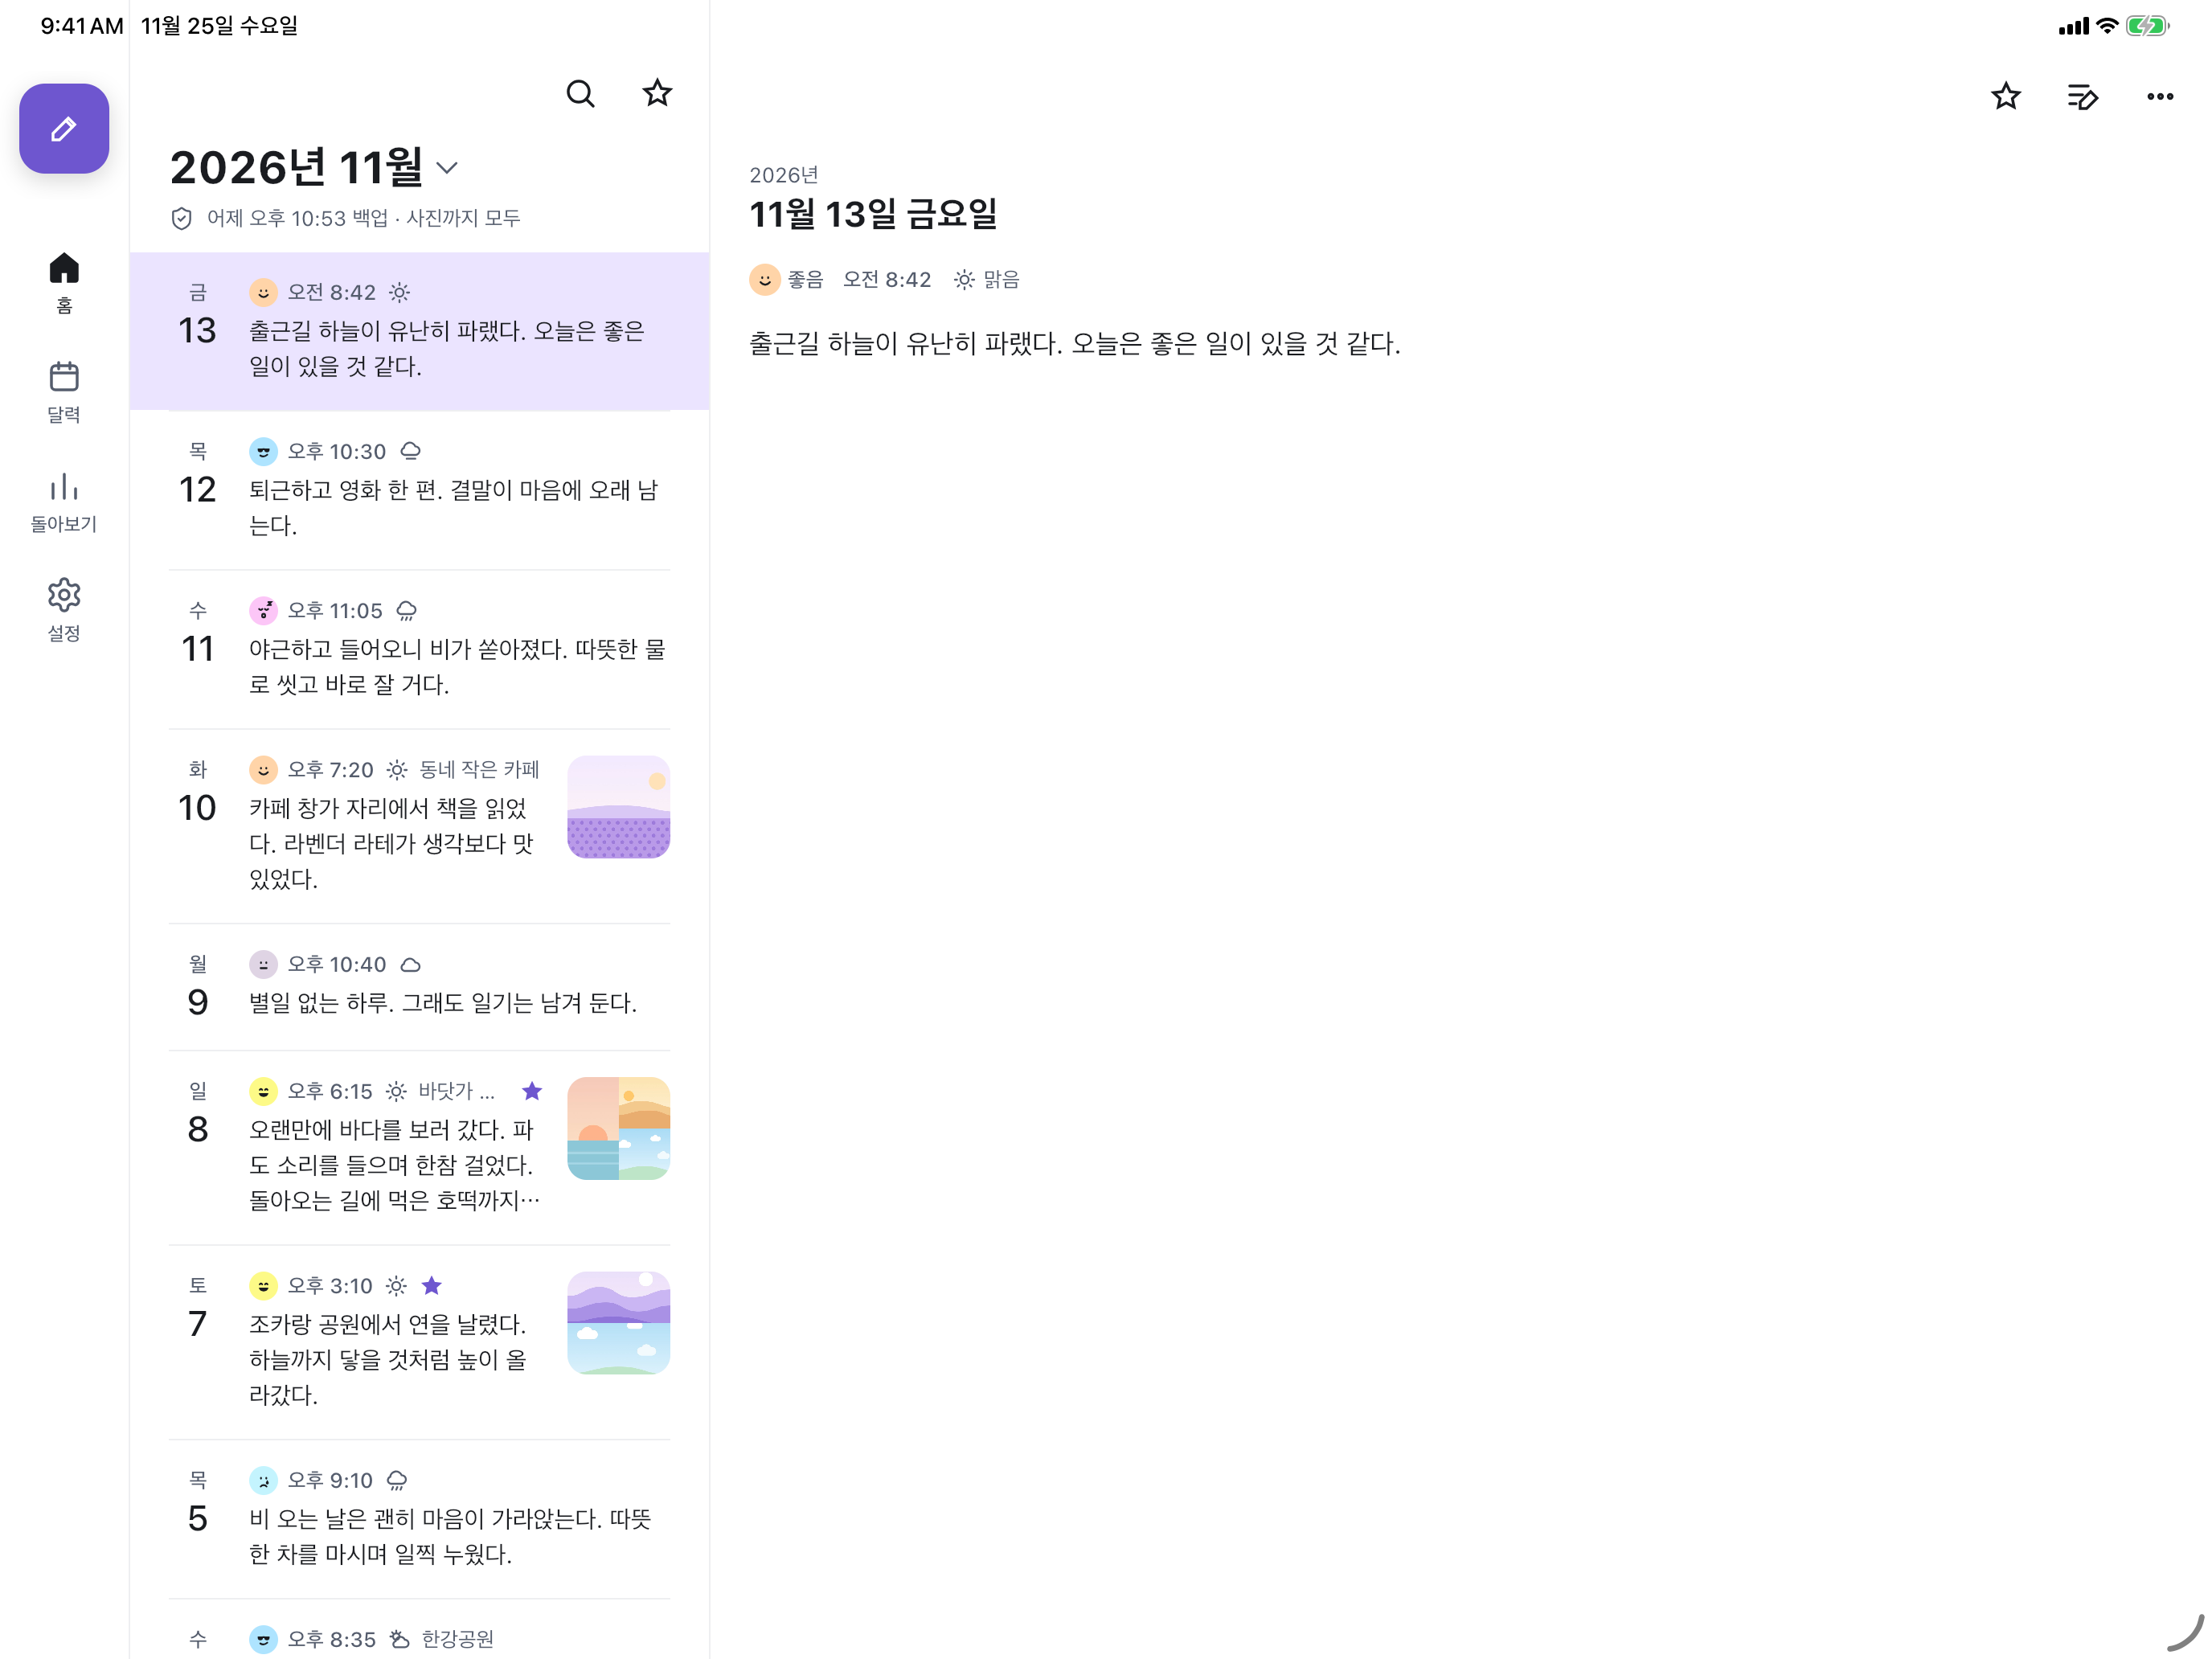 9:41 AM 11월 25일 수요일
2026년 11월
어제 오후 10:53 백업 · 사진까지 모두
홈
달력
돌아보기
설정
금
13
오전 8:42
출근길 하늘이 유난히 파랬다. 오늘은 좋은
일이 있을 것 같다.
목
12
오후 10:30
퇴근하고 영화 한 편. 결말이 마음에 오래 남
는다.
수
11
오후 11:05
야근하고 들어오니 비가 쏟아졌다. 따뜻한 물
로 씻고 바로 잘 거다.
화
10
오후 7:20 동네 작은 카페
카페 창가 자리에서 책을 읽었
다. 라벤더 라테가 생각보다 맛
있었다.
월
9
오후 10:40
별일 없는 하루. 그래도 일기는 남겨 둔다.
일
8
오후 6:15 바닷가 ...
오랜만에 바다를 보러 갔다. 파
도 소리를 들으며 한참 걸었다.
돌아오는 길에 먹은 호떡까지…
토
7
오후 3:10
조카랑 공원에서 연을 날렸다.
하늘까지 닿을 것처럼 높이 올
라갔다.
목
5
오후 9:10
비 오는 날은 괜히 마음이 가라앉는다. 따뜻
한 차를 마시며 일찍 누웠다.
수
오후 8:35 한강공원
2026년
11월 13일 금요일
좋음 오전 8:42 맑음
출근길 하늘이 유난히 파랬다. 오늘은 좋은 일이 있을 것 같다.